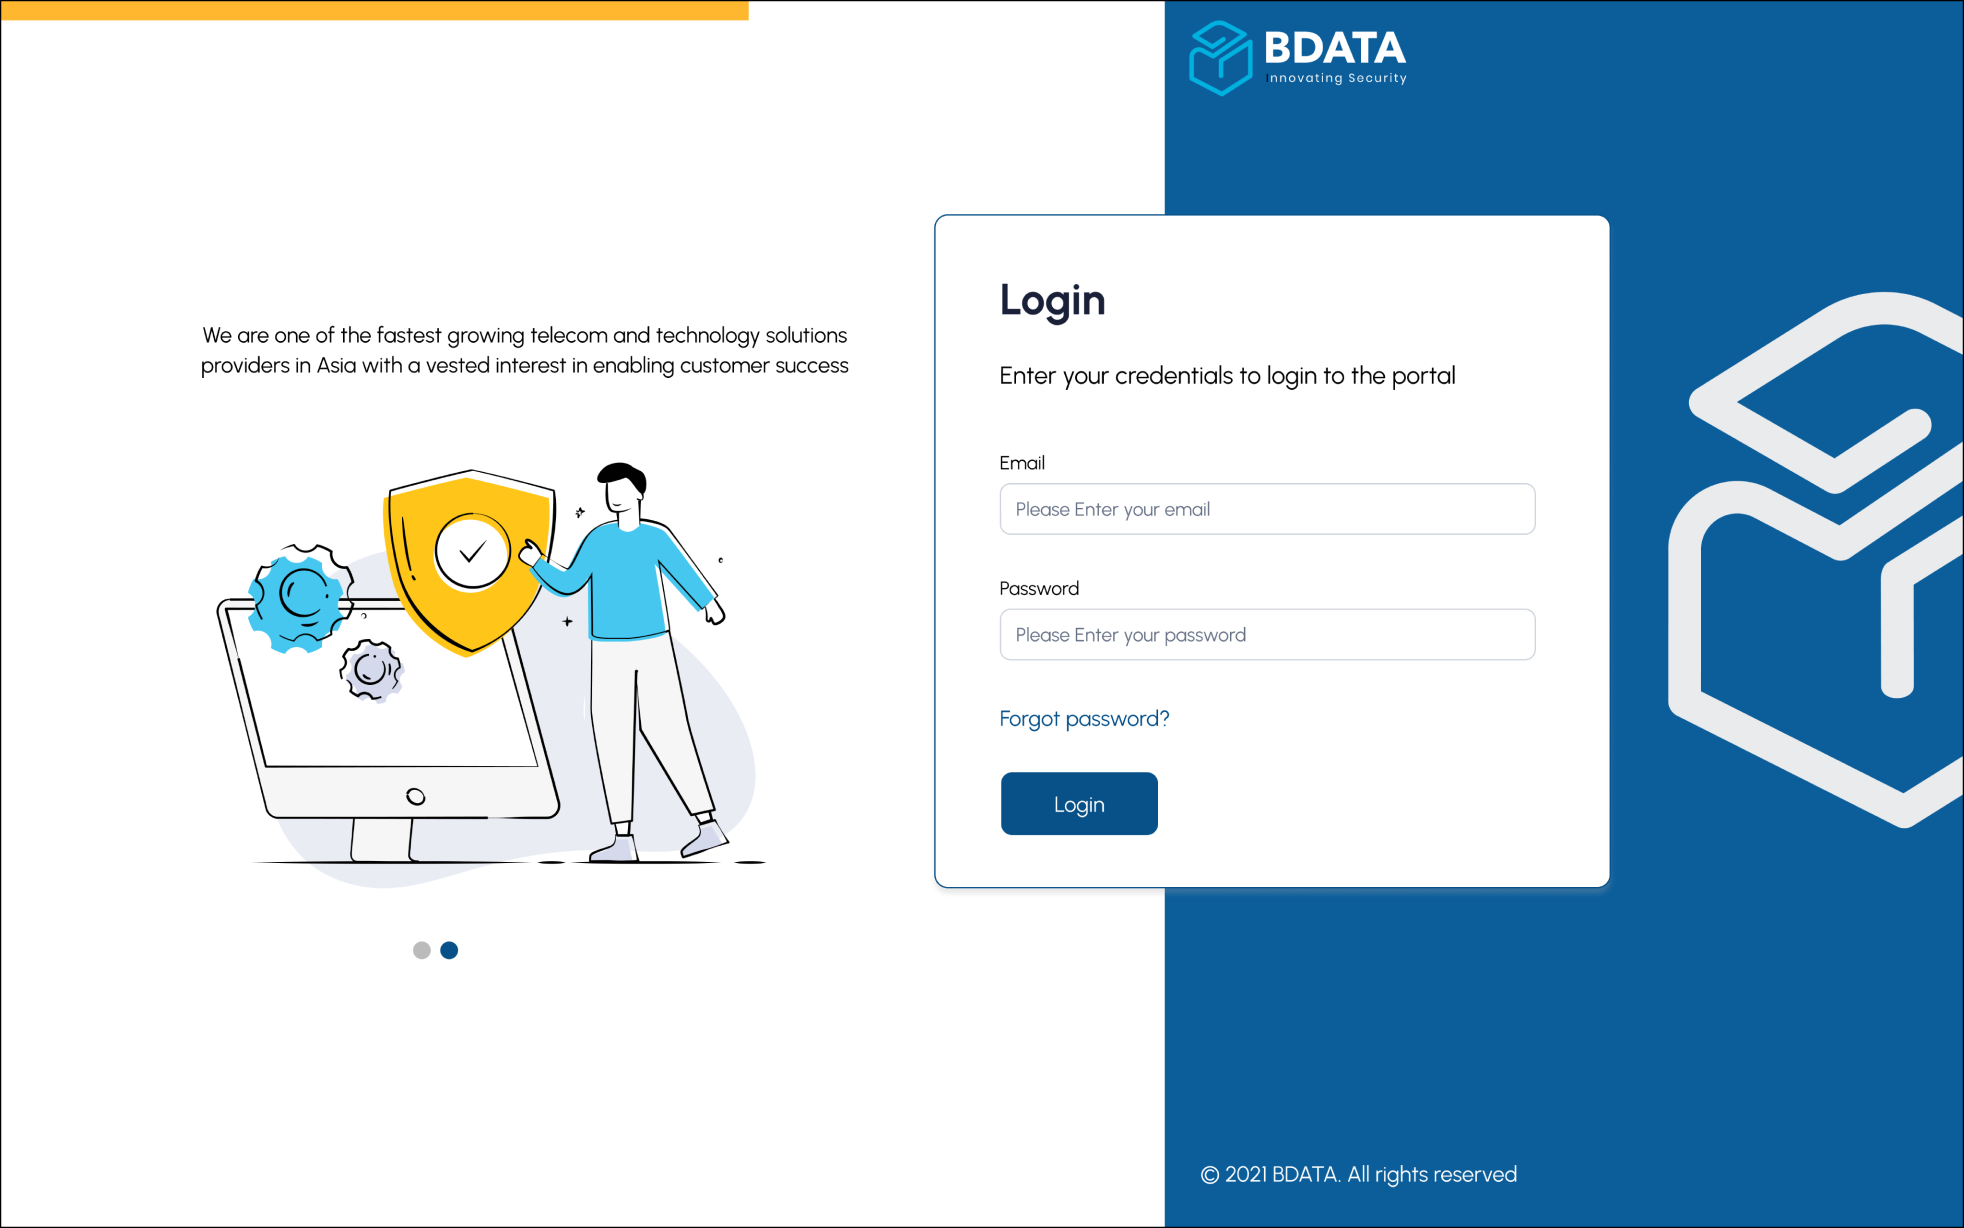 BDATA
Innovating Security
We are one of the fastest growing telecom and technology solutions
providers in Asia with a vested interest in enabling customer success
Login
Enter your credentials to login to the portal
Email
Please Enter your email
Password
Please Enter your password
Forgot password?
Login
© 2021 BDATA. All rights reserved